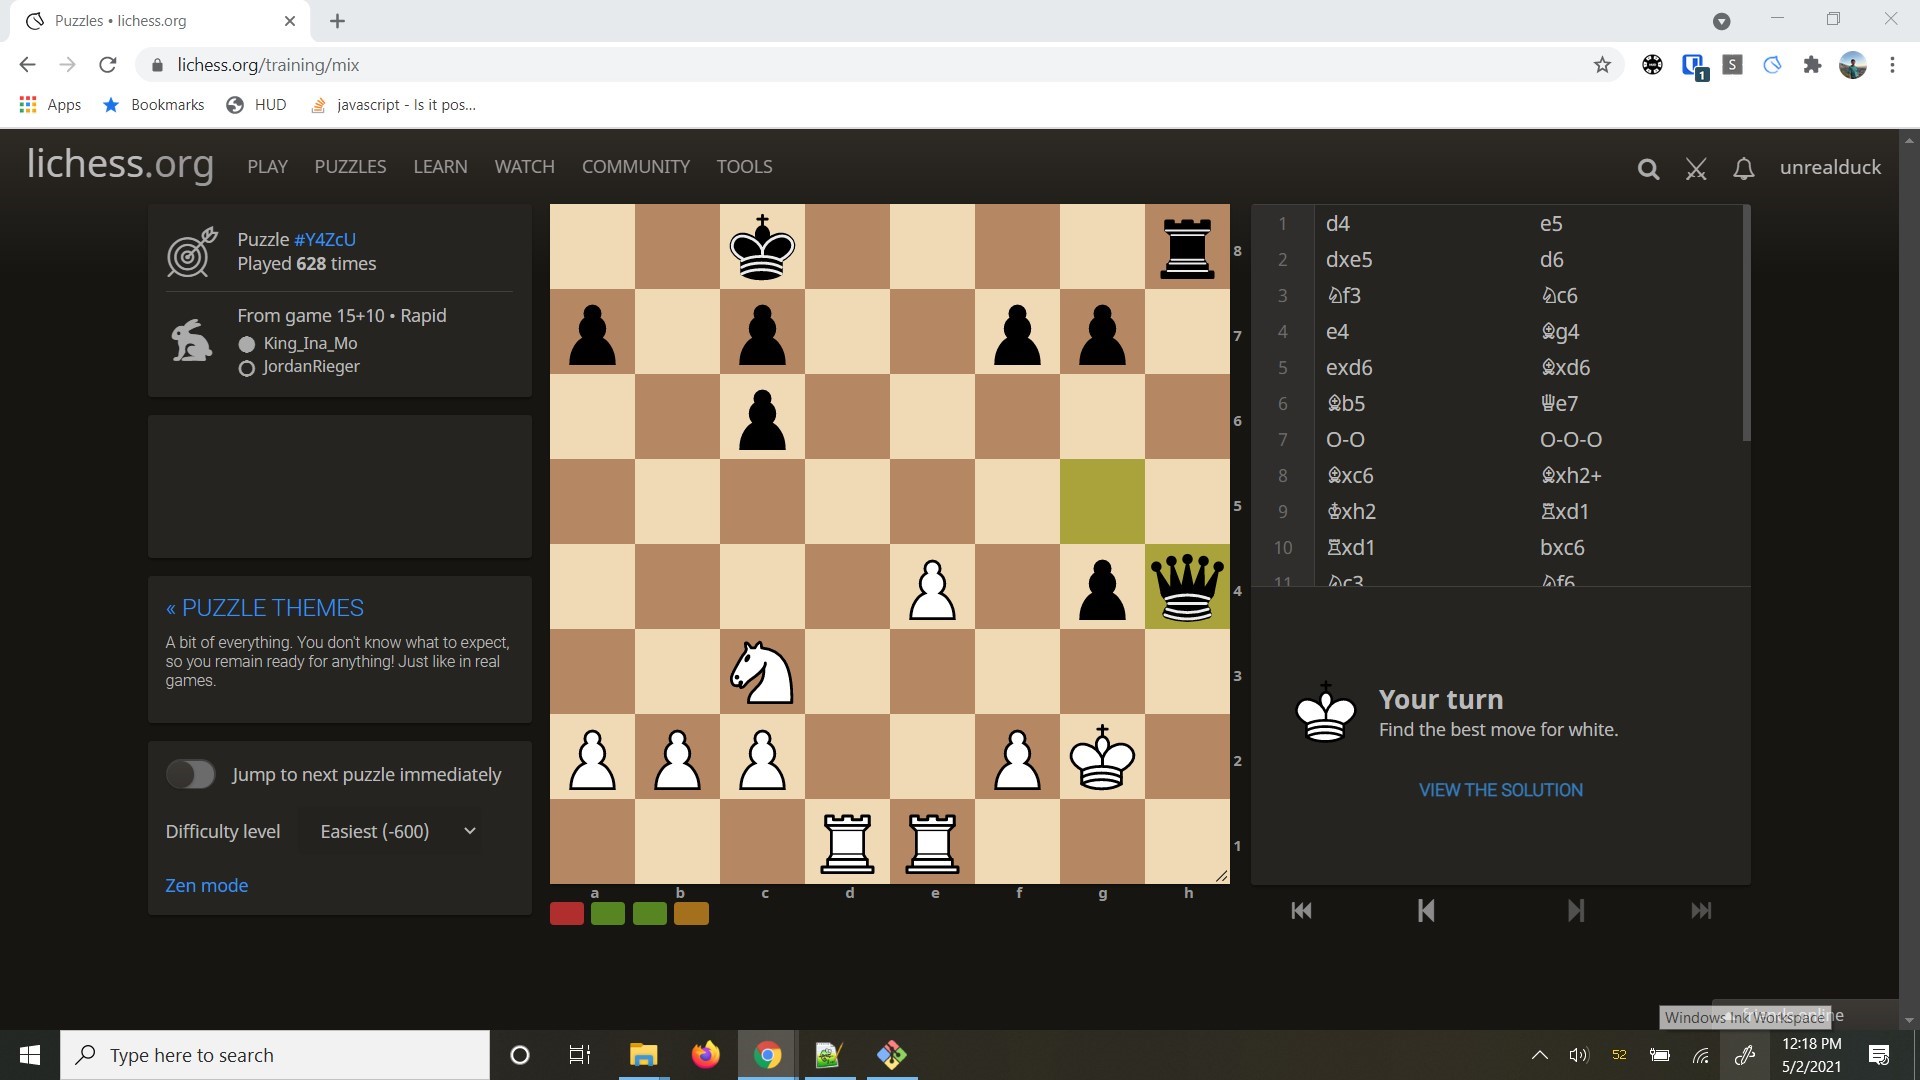 Puzzles • lichess.org
lichess.org/training/mix
1
S
Apps
Bookmarks
HUD
javascript - Is it pos...
lichess.org
PLAY
PUZZLES
LEARN
WATCH
COMMUNITY
TOOLS
unrealduck
Puzzle #Y4ZcU
Played 628 times
From game 15+10 • Rapid
King_Ina_Mo
JordanRieger
« PUZZLE THEMES
A bit of everything. You don't know what to expect,
so you remain ready for anything! Just like in real
games.
Jump to next puzzle immediately
Difficulty level
Easiest (-600)
Zen mode
8
7
6
5
4
3
2
1
a b c d e f g h
1 d4 e5
2 dxe5 d6
3 ♘f3 ♘c6
4 e4 ♗g4
5 exd6 ♗xd6
6 ♗b5 ♕e7
7 O-O O-O-O
8 ♗xc6 ♗xh2+
9 ♔xh2 ♖xd1
10 ♖xd1 bxc6
11 ♘c3 ♘f6
Your turn
Find the best move for white.
VIEW THE SOLUTION
Windows Ink Workspace
online
Type here to search
52
12:18 PM
5/2/2021